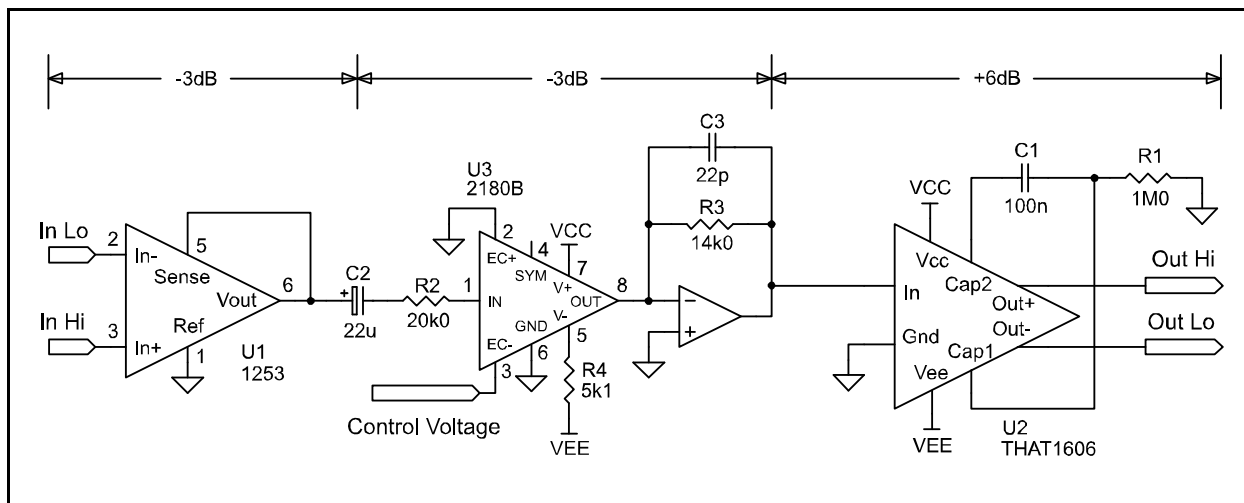 -3dB
-3dB
+6dB
In Lo
2
In-
5
Sense
Vout
6
In Hi
3
In+
Ref
1
U1
1253
C2
+
22u
R2
20k0
U3
2180B
2
EC+
4
SYM
VCC
7
V+
1
IN
OUT
8
V-
5
GND
6
EC-
3
R4
5k1
VEE
Control Voltage
C3
22p
R3
14k0
−
+
VCC
Vcc
In
Gnd
Vee
VEE
Cap2
Out+
Out-
Cap1
C1
100n
R1
1M0
Out Hi
Out Lo
U2
THAT1606